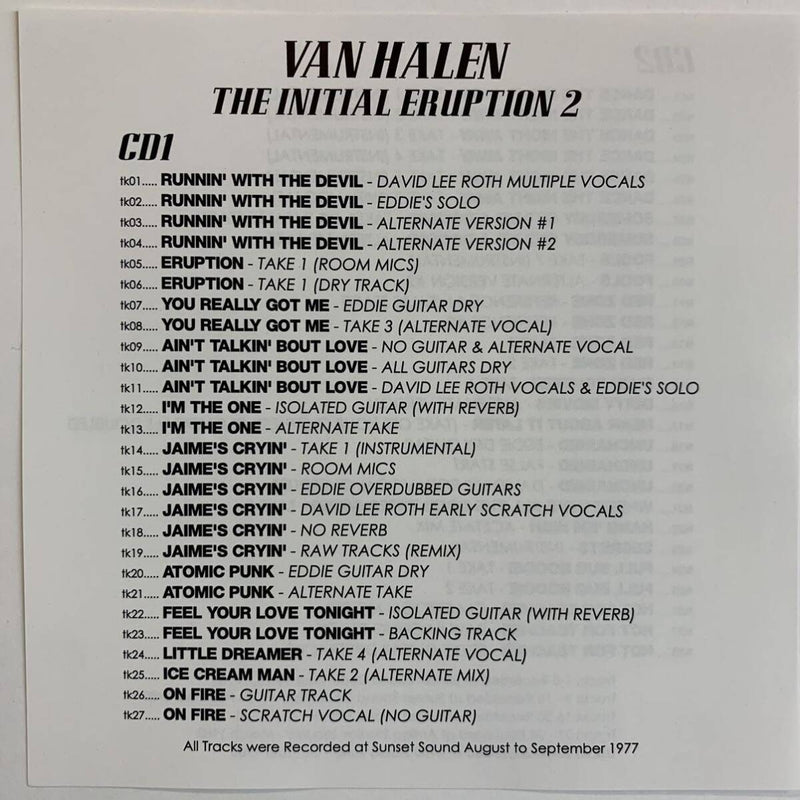 VAN HALEN
THE INITIAL ERUPTION 2
CD1
tk01..... RUNNIN' WITH THE DEVIL - DAVID LEE ROTH MULTIPLE VOCALS
tk02..... RUNNIN' WITH THE DEVIL - EDDIE'S SOLO
tk03..... RUNNIN' WITH THE DEVIL - ALTERNATE VERSION #1
tk04..... RUNNIN' WITH THE DEVIL - ALTERNATE VERSION #2
tk05..... ERUPTION - TAKE 1 (ROOM MICS)
tk06..... ERUPTION - TAKE 1 (DRY TRACK)
tk07..... YOU REALLY GOT ME - EDDIE GUITAR DRY
tk08..... YOU REALLY GOT ME - TAKE 3 (ALTERNATE VOCAL)
tk09..... AIN'T TALKIN' BOUT LOVE - NO GUITAR & ALTERNATE VOCAL
tk10..... AIN'T TALKIN' BOUT LOVE - ALL GUITARS DRY
tk11..... AIN'T TALKIN' BOUT LOVE - DAVID LEE ROTH VOCALS & EDDIE'S SOLO
tk12..... I'M THE ONE - ISOLATED GUITAR (WITH REVERB)
tk13..... I'M THE ONE - ALTERNATE TAKE
tk14..... JAIME'S CRYIN' - TAKE 1 (INSTRUMENTAL)
tk15..... JAIME'S CRYIN' - ROOM MICS
tk16..... JAIME'S CRYIN' - EDDIE OVERDUBBED GUITARS
tk17..... JAIME'S CRYIN' - DAVID LEE ROTH EARLY SCRATCH VOCALS
tk18..... JAIME'S CRYIN' - NO REVERB
tk19..... JAIME'S CRYIN' - RAW TRACKS (REMIX)
tk20..... ATOMIC PUNK - EDDIE GUITAR DRY
tk21..... ATOMIC PUNK - ALTERNATE TAKE
tk22..... FEEL YOUR LOVE TONIGHT - ISOLATED GUITAR (WITH REVERB)
tk23..... FEEL YOUR LOVE TONIGHT - BACKING TRACK
tk24..... LITTLE DREAMER - TAKE 4 (ALTERNATE VOCAL)
tk25..... ICE CREAM MAN - TAKE 2 (ALTERNATE MIX)
tk26..... ON FIRE - GUITAR TRACK
tk27..... ON FIRE - SCRATCH VOCAL (NO GUITAR)
All Tracks were Recorded at Sunset Sound August to September 1977